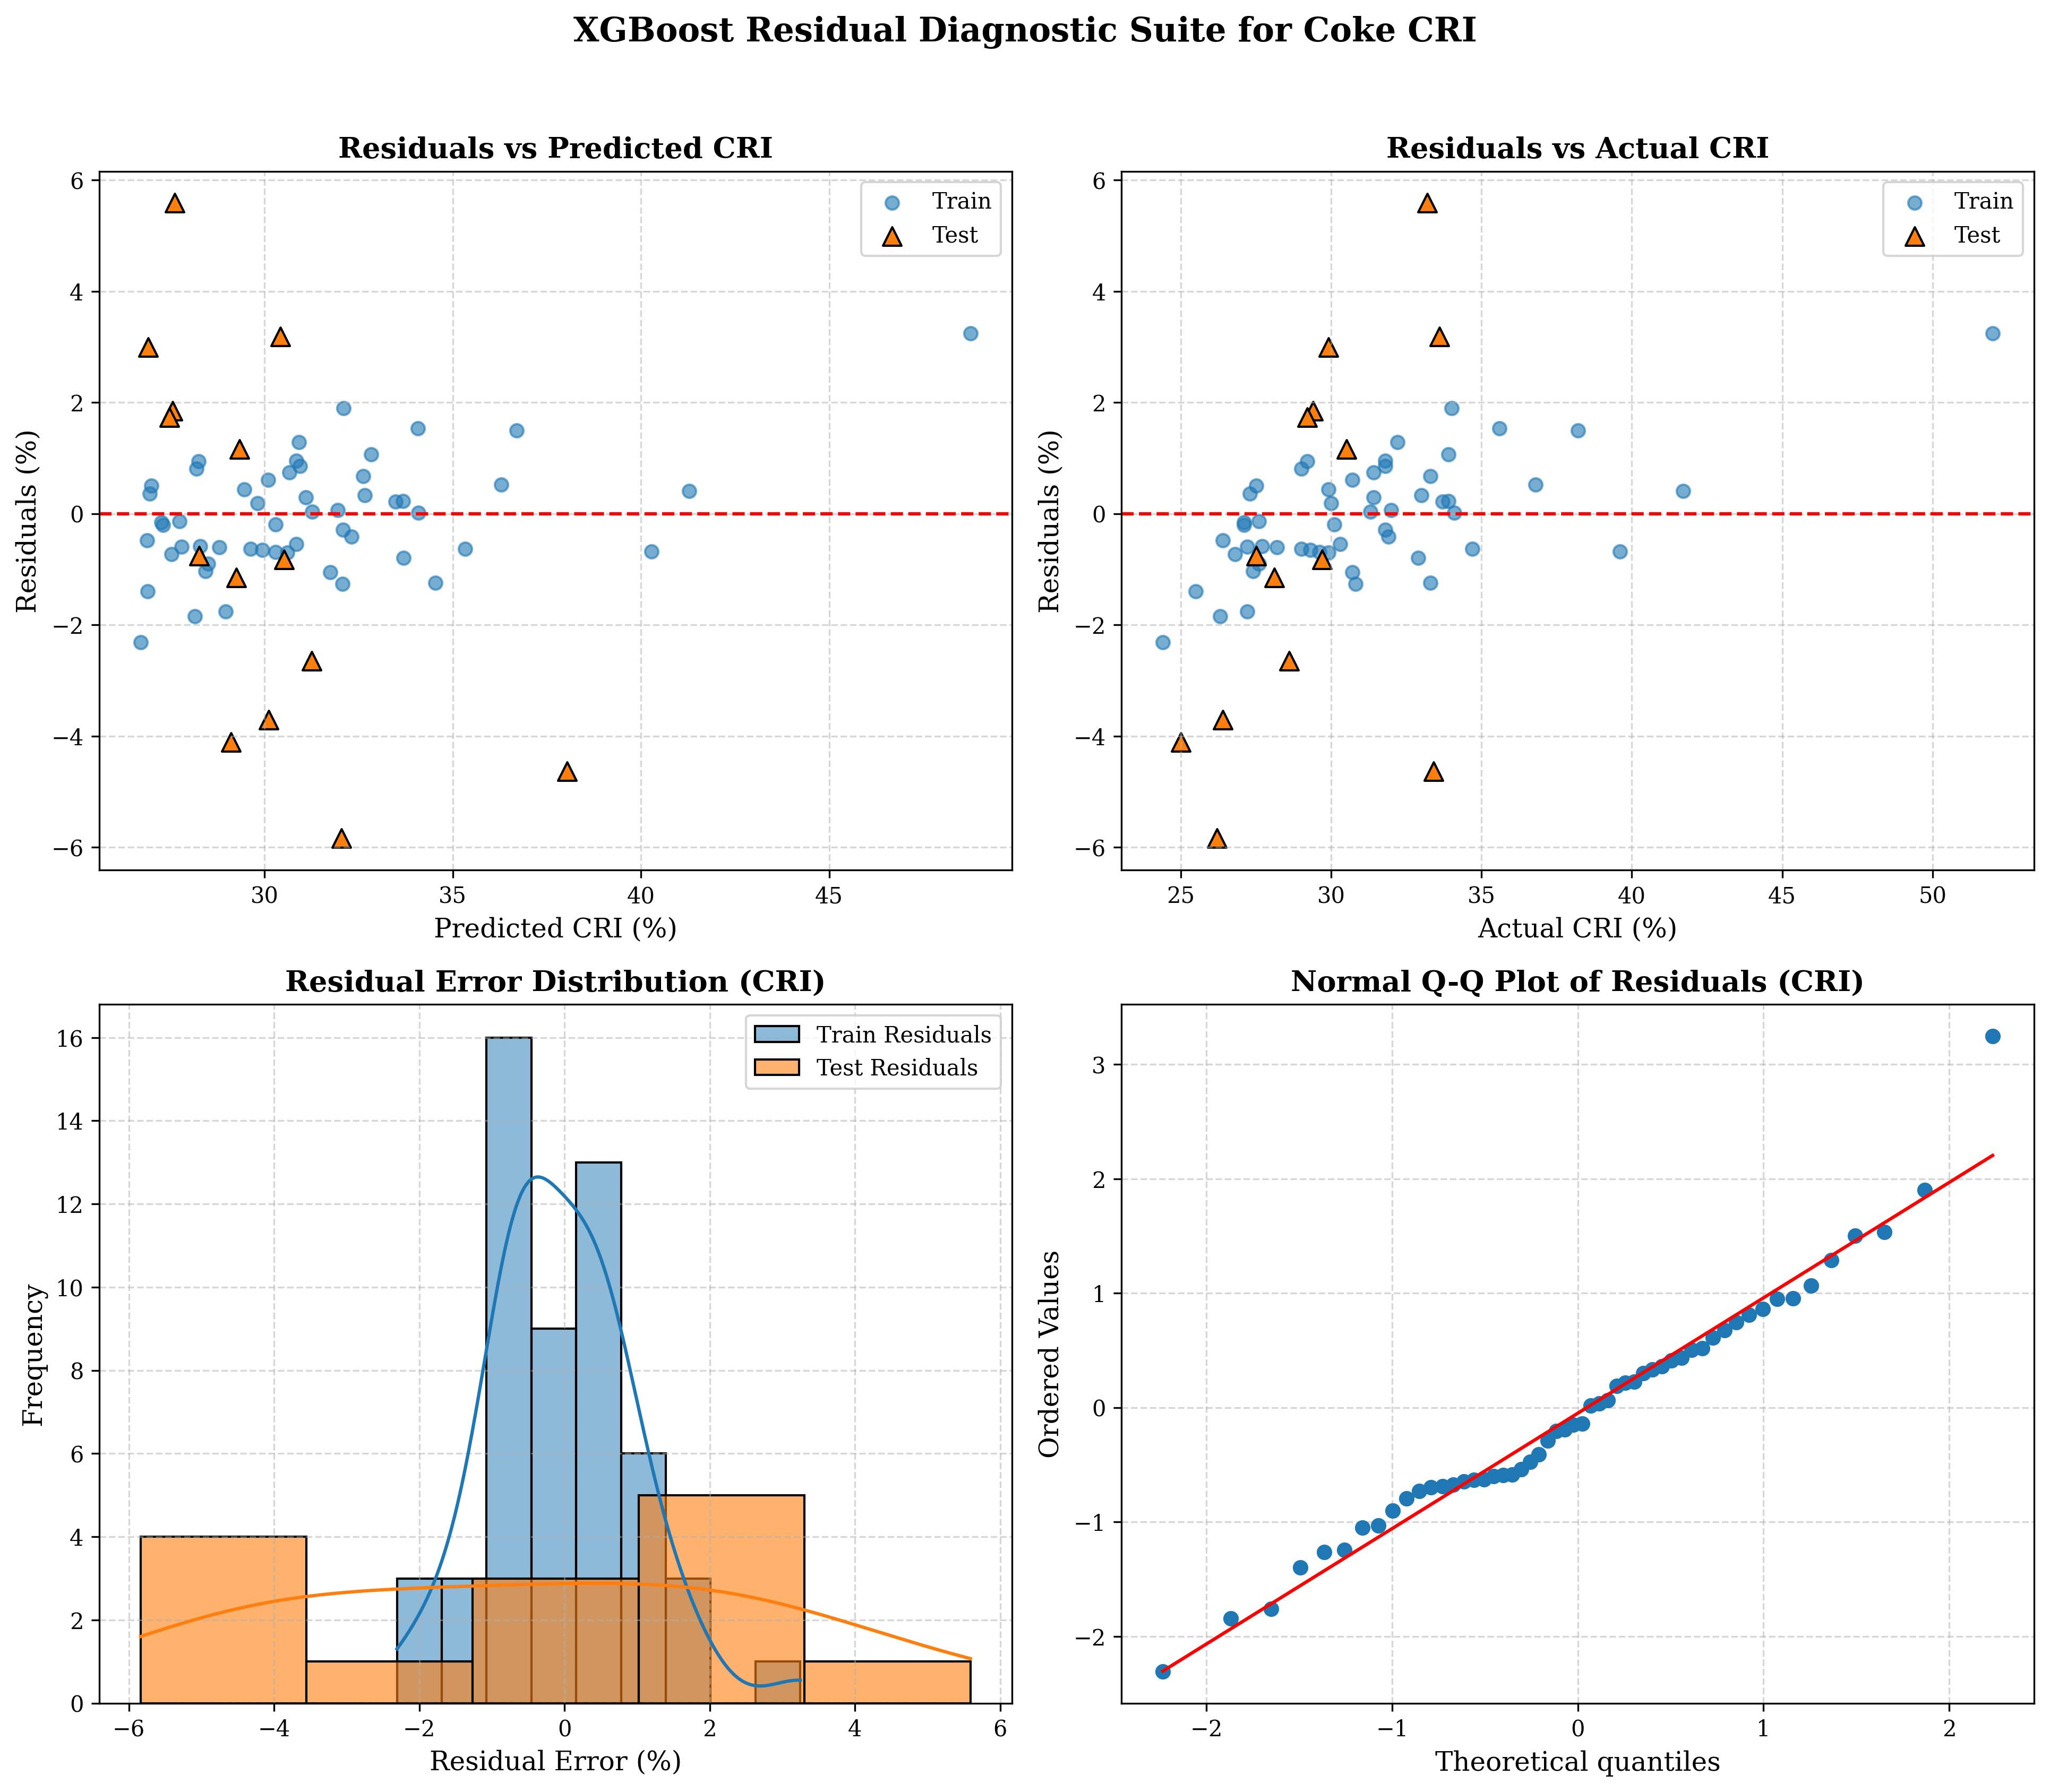 XGBoost Residual Diagnostic Suite for Coke CRI
Residuals vs Predicted CRI
Residuals (%)
6
4
2
0
−2
−4
−6
30
35
40
45
Predicted CRI (%)
Train
Test
Residuals vs Actual CRI
Residuals (%)
6
4
2
0
−2
−4
−6
25
30
35
40
45
50
Actual CRI (%)
Train
Test
Residual Error Distribution (CRI)
Frequency
16
14
12
10
8
6
4
2
0
−6
−4
−2
0
2
4
6
Residual Error (%)
Train Residuals
Test Residuals
Normal Q-Q Plot of Residuals (CRI)
Ordered Values
3
2
1
0
−1
−2
−2
−1
0
1
2
Theoretical quantiles